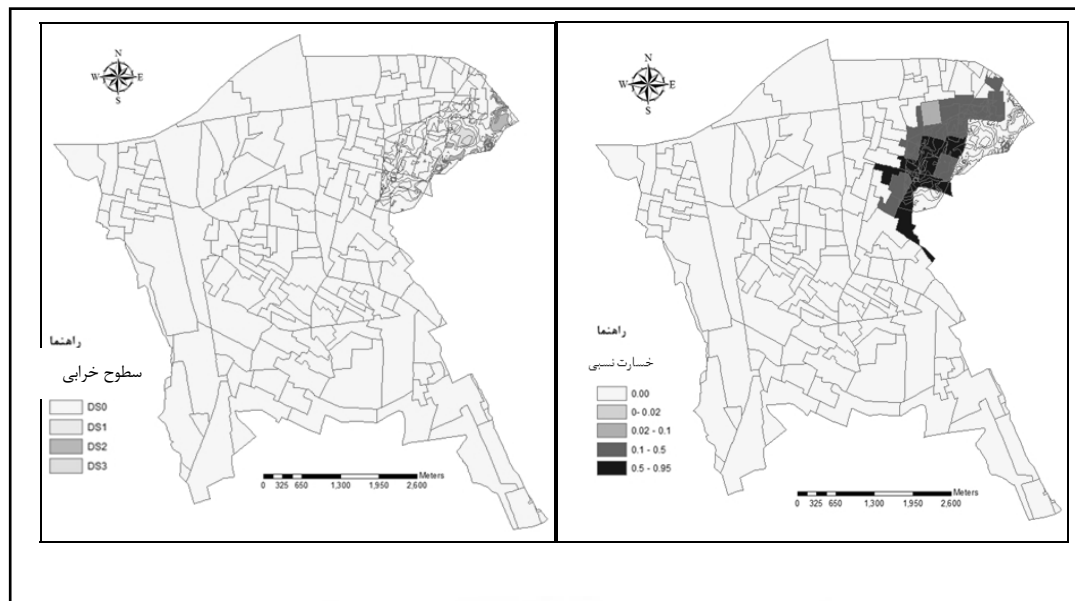 N
W E
S
راهنما
سطوح خرابی
DS0
DS1
DS2
DS3
Meters
0 325 650 1,300 1,950 2,600
N
W E
S
راهنما
خسارت نسبی
0.00
0- 0.02
0.02 - 0.1
0.1 - 0.5
0.5 - 0.95
Meters
0 325 650 1,300 1,950 2,600